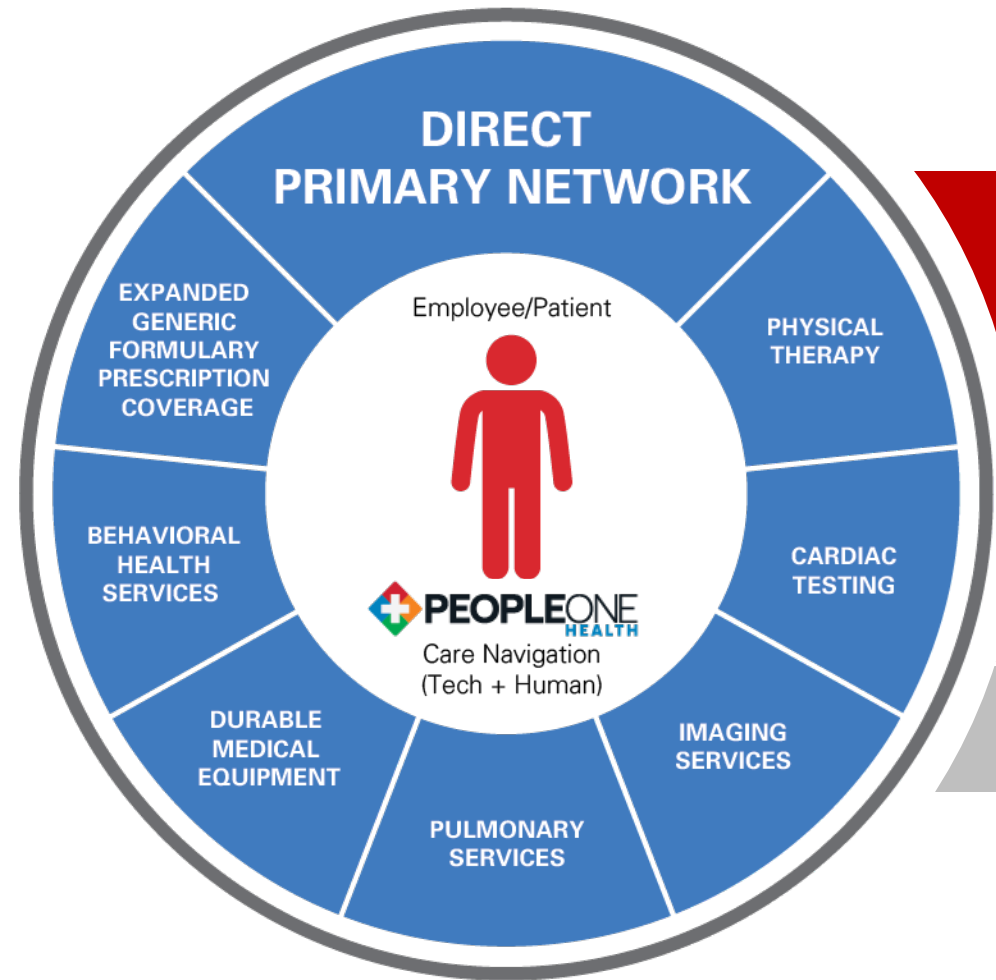 DIRECT
PRIMARY NETWORK
PHYSICAL
THERAPY
CARDIAC
TESTING
IMAGING
SERVICES
PULMONARY
SERVICES
DURABLE
MEDICAL
EQUIPMENT
BEHAVIORAL
HEALTH
SERVICES
EXPANDED
GENERIC
FORMULARY
PRESCRIPTION
COVERAGE
Employee/Patient
PEOPLEONE
HEALTH
Care Navigation
(Tech + Human)